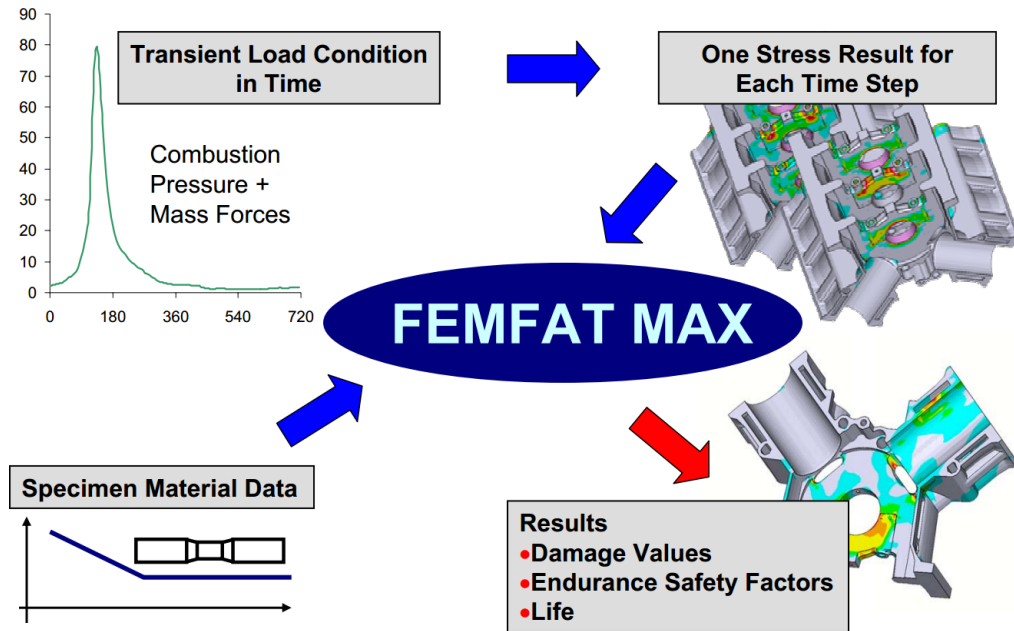 90
80
70
60
50
40
30
20
10
0
0 180 360 540 720
Transient Load Condition
in Time
Combustion
Pressure +
Mass Forces
One Stress Result for
Each Time Step
FEMFAT MAX
Specimen Material Data
Results
•Damage Values
•Endurance Safety Factors
•Life